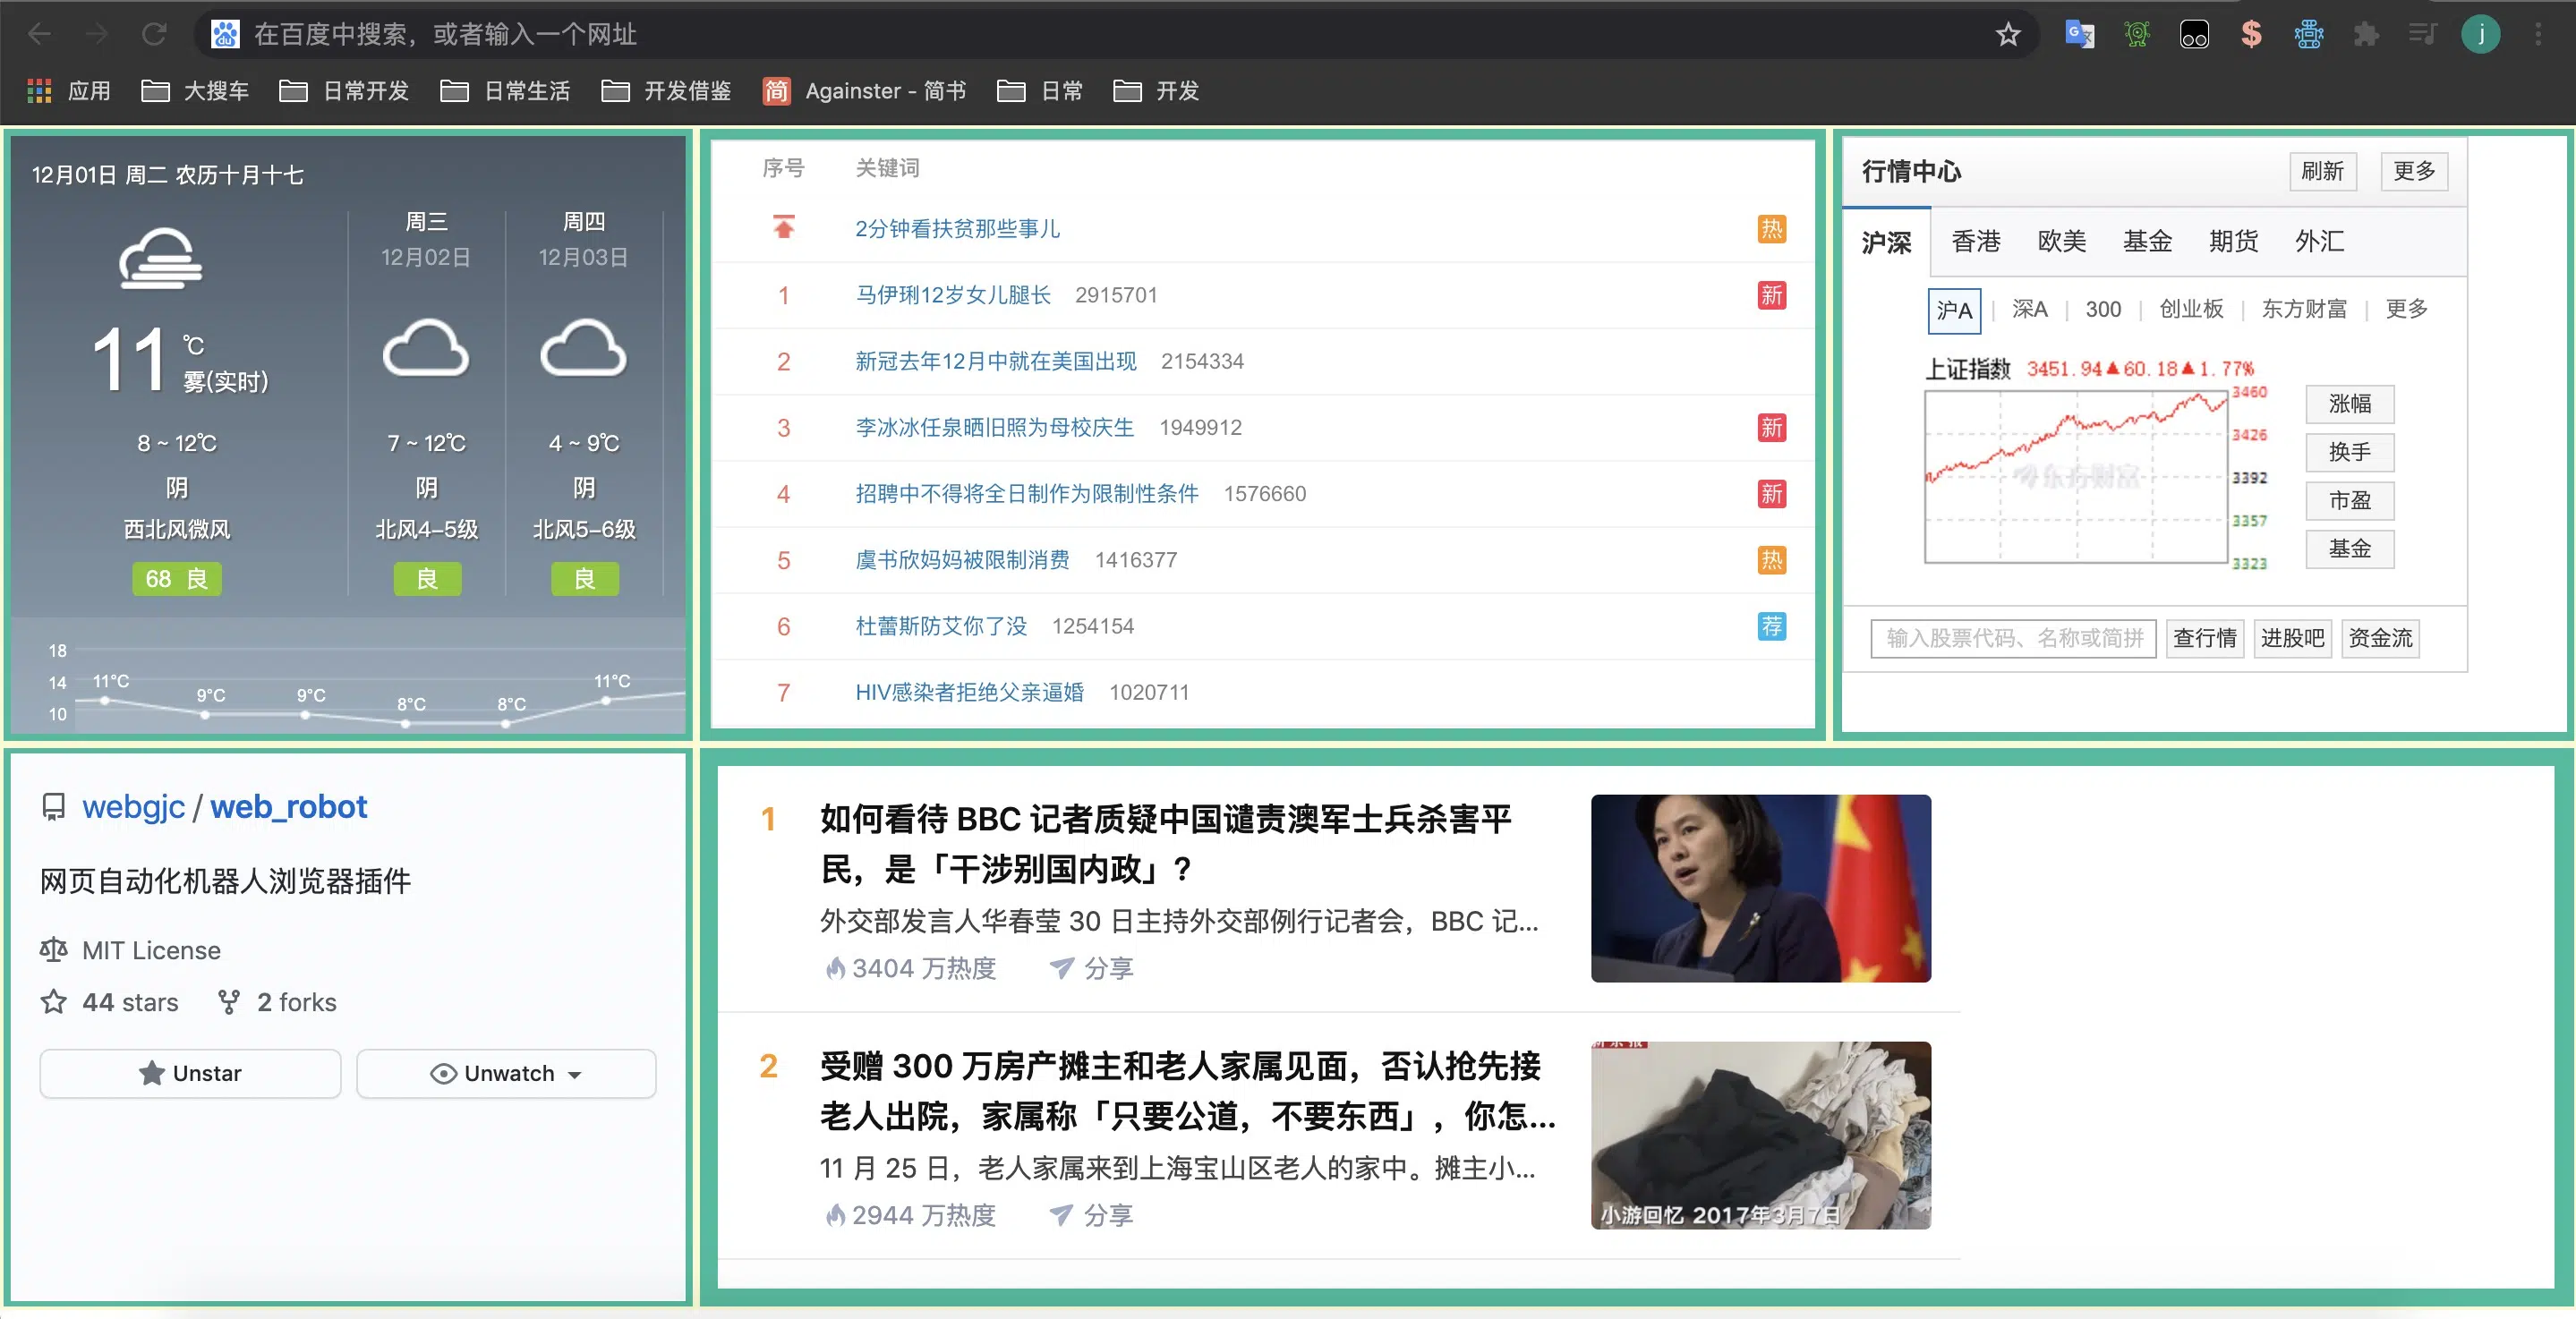 在百度中搜索，或者输入一个网址
应用 大搜车 日常开发 日常生活 开发借鉴 简 Againster - 简书 日常 开发
12月01日 周二 农历十月十七
11 ℃
雾(实时)
8 ~ 12℃
阴
西北风微风
68 良
周三
12月02日
7 ~ 12℃
阴
北风4-5级
良
周四
12月03日
4 ~ 9℃
阴
北风5-6级
良
18
14
10
11°C 9°C 9°C 8°C 8°C 11°C
序号 关键词
2分钟看扶贫那些事儿 热
1 马伊琍12岁女儿腿长 2915701 新
2 新冠去年12月中就在美国出现 2154334
3 李冰冰任泉晒旧照为母校庆生 1949912 新
4 招聘中不得将全日制作为限制性条件 1576660 新
5 虞书欣妈妈被限制消费 1416377 热
6 杜蕾斯防艾你了没 1254154 荐
7 HIV感染者拒绝父亲逼婚 1020711
行情中心 刷新 更多
沪深 香港 欧美 基金 期货 外汇
沪A | 深A | 300 | 创业板 | 东方财富 | 更多
上证指数 3451.94▲60.18▲1.77%
3460
3426
3392
3357
3323
东方财富
涨幅
换手
市盈
基金
输入股票代码、名称或简拼 查行情 进股吧 资金流
webgjc / web_robot
网页自动化机器人浏览器插件
MIT License
44 stars 2 forks
Unstar Unwatch
1 如何看待 BBC 记者质疑中国谴责澳军士兵杀害平
民，是「干涉别国内政」?
外交部发言人华春莹 30 日主持外交部例行记者会，BBC 记...
3404 万热度 分享
2 受赠 300 万房产摊主和老人家属见面，否认抢先接
老人出院，家属称「只要公道，不要东西」，你怎...
11 月 25 日，老人家属来到上海宝山区老人的家中。摊主小...
2944 万热度 分享
小游回忆 2017年3月7日